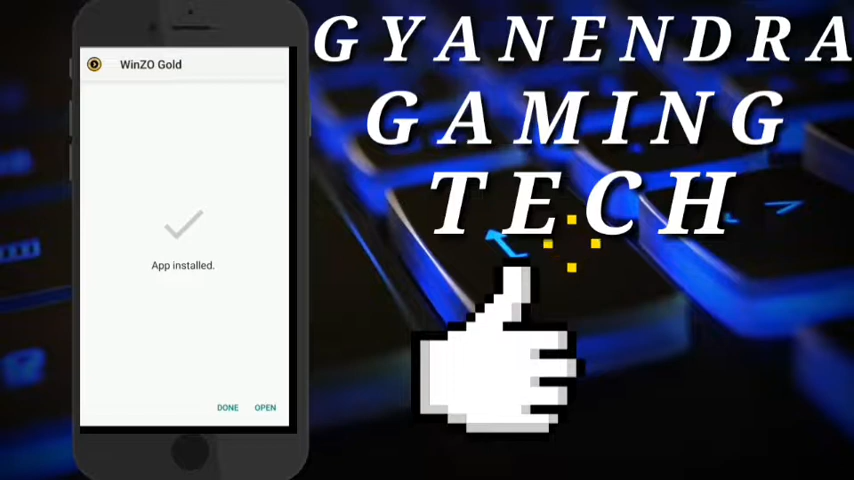 WinZO Gold
App installed.
DONE OPEN
GYANENDRA
GAMING
TECH